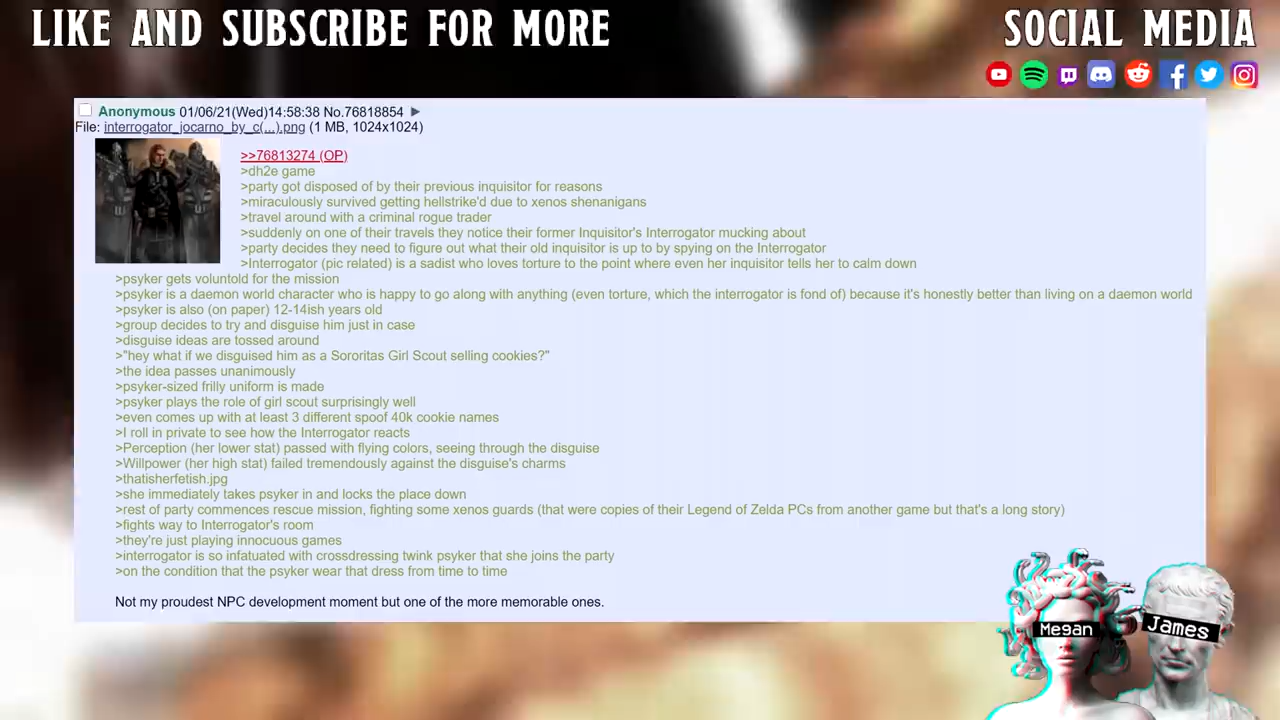 LIKE AND SUBSCRIBE FOR MORE
SOCIAL MEDIA
Anonymous 01/06/21(Wed)14:58:38 No.76818854 ▶
File: interrogator_jocarno_by_c(...).png (1 MB, 1024x1024)
>>76813274 (OP)
>dh2e game
>party got disposed of by their previous inquisitor for reasons
>miraculously survived getting hellstrike'd due to xenos shenanigans
>travel around with a criminal rogue trader
>suddenly on one of their travels they notice their former Inquisitor's Interrogator mucking about
>party decides they need to figure out what their old inquisitor is up to by spying on the Interrogator
>Interrogator (pic related) is a sadist who loves torture to the point where even her inquisitor tells her to calm down
>psyker gets voluntold for the mission
>psyker is a daemon world character who is happy to go along with anything (even torture, which the interrogator is fond of) because it's honestly better than living on a daemon world
>psyker is also (on paper) 12-14ish years old
>group decides to try and disguise him just in case
>disguise ideas are tossed around
>"hey what if we disguised him as a Sororitas Girl Scout selling cookies?"
>the idea passes unanimously
>psyker-sized frilly uniform is made
>psyker plays the role of girl scout surprisingly well
>even comes up with at least 3 different spoof 40k cookie names
>I roll in private to see how the Interrogator reacts
>Perception (her lower stat) passed with flying colors, seeing through the disguise
>Willpower (her high stat) failed tremendously against the disguise's charms
>thatisherfetish.jpg
>she immediately takes psyker in and locks the place down
>rest of party commences rescue mission, fighting some xenos guards (that were copies of their Legend of Zelda PCs from another game but that's a long story)
>fights way to Interrogator's room
>they're just playing innocuous games
>interrogator is so infatuated with crossdressing twink psyker that she joins the party
>on the condition that the psyker wear that dress from time to time
Not my proudest NPC development moment but one of the more memorable ones.
Megan
James